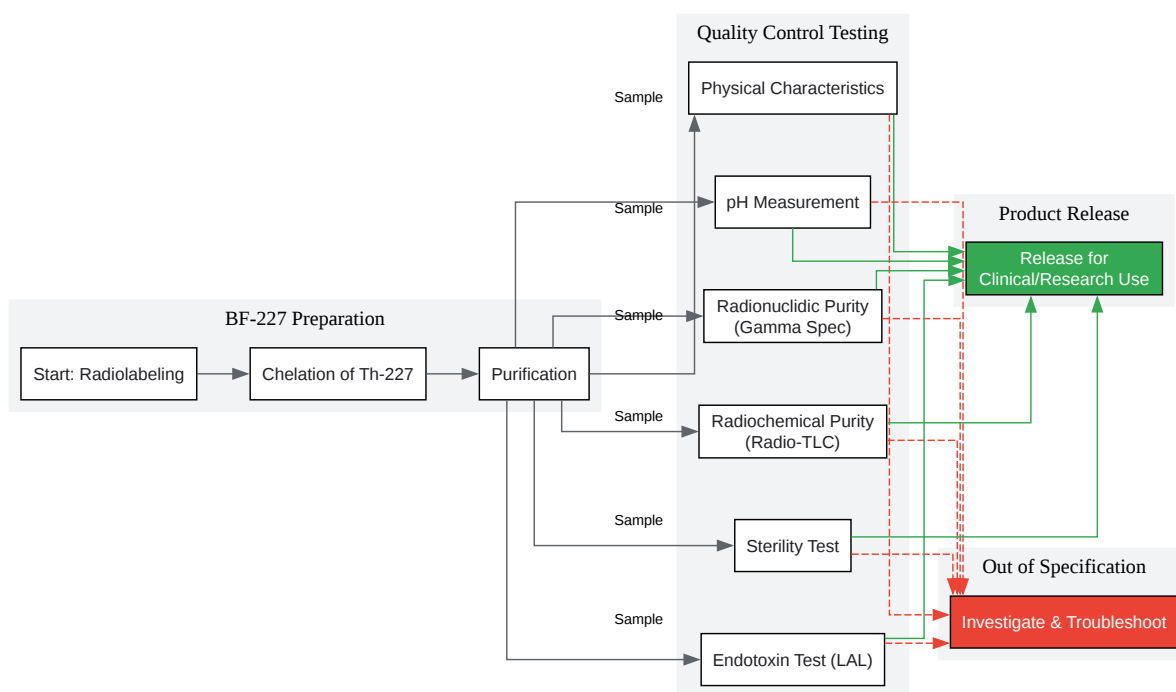 Quality Control Testing
Sample
Physical Characteristics
Sample
pH Measurement
Product Release
Release for
Clinical/Research Use
BF-227 Preparation
Sample
Radionuclidic Purity
(Gamma Spec)
Start: Radiolabeling
Chelation of Th-227
Purification
Sample
Radiochemical Purity
(Radio-TLC)
Sample
Sterility Test
Out of Specification
Investigate & Troubleshoot
Sample
Endotoxin Test (LAL)